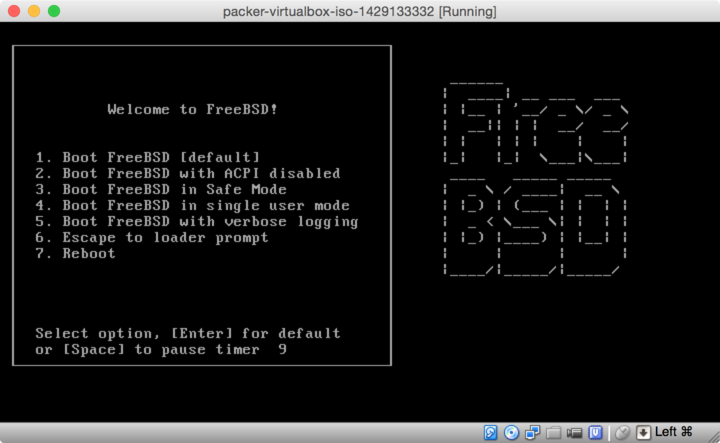 packer-virtualbox-iso-1429133332 [Running]
Welcome to FreeBSD!
1. Boot FreeBSD [default]
2. Boot FreeBSD with ACPI disabled
3. Boot FreeBSD in Safe Mode
4. Boot FreeBSD in single user mode
5. Boot FreeBSD with verbose logging
6. Escape to loader prompt
7. Reboot
Select option, [Enter] for default
or [Space] to pause timer 9
Free
BSD
Left ⌘